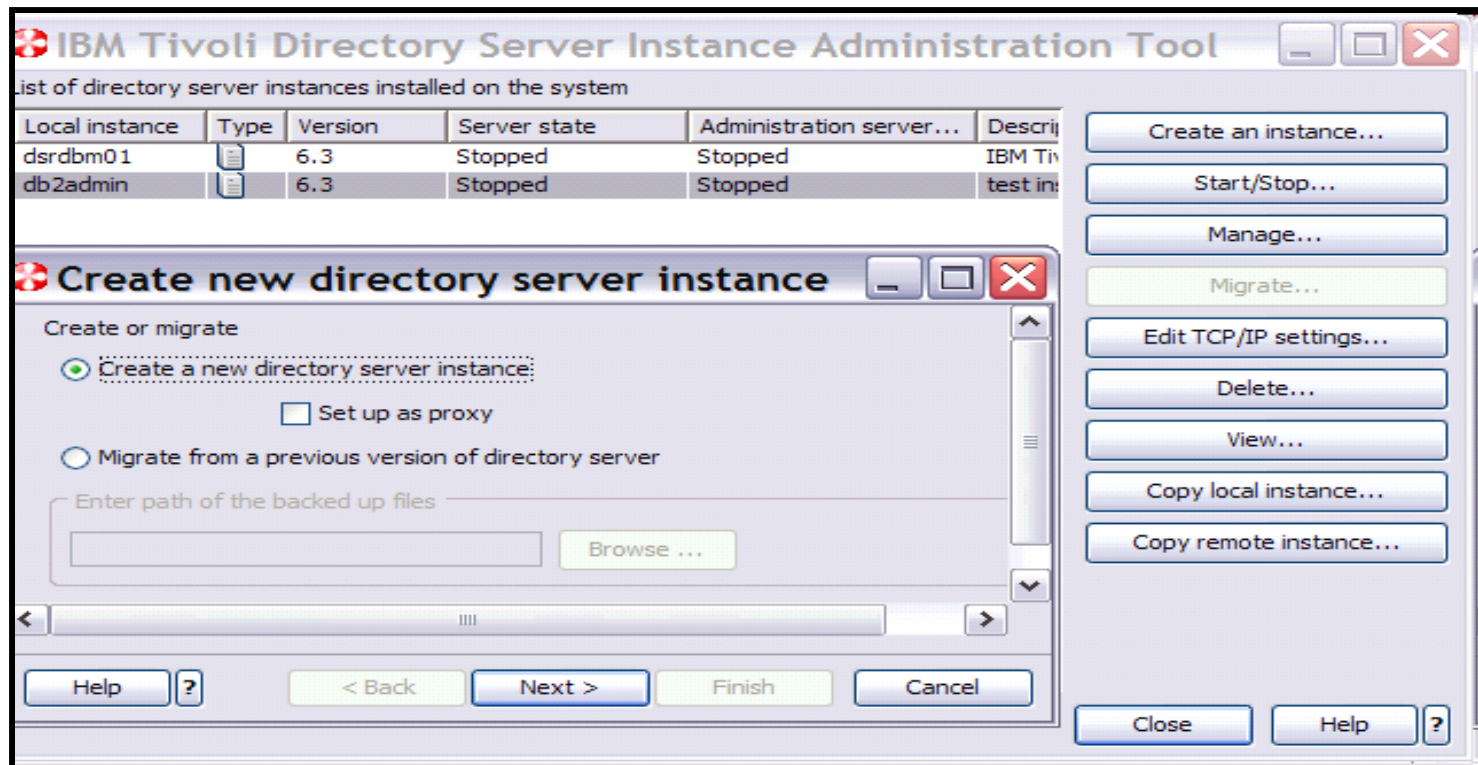 IBM Tivoli Directory Server Instance Administration Tool
List of directory server instances installed on the system
Local instance Type Version Server state Administration server... Descrip
dsrdbm01 6.3 Stopped Stopped IBM Tiv
db2admin 6.3 Stopped Stopped test ins
Create an instance...
Start/Stop...
Manage...
Migrate...
Edit TCP/IP settings...
Delete...
View...
Copy local instance...
Copy remote instance...
Create new directory server instance
Create or migrate
Create a new directory server instance
Set up as proxy
Migrate from a previous version of directory server
Enter path of the backed up files
Browse ...
Help ? < Back Next > Finish Cancel
Close Help ?